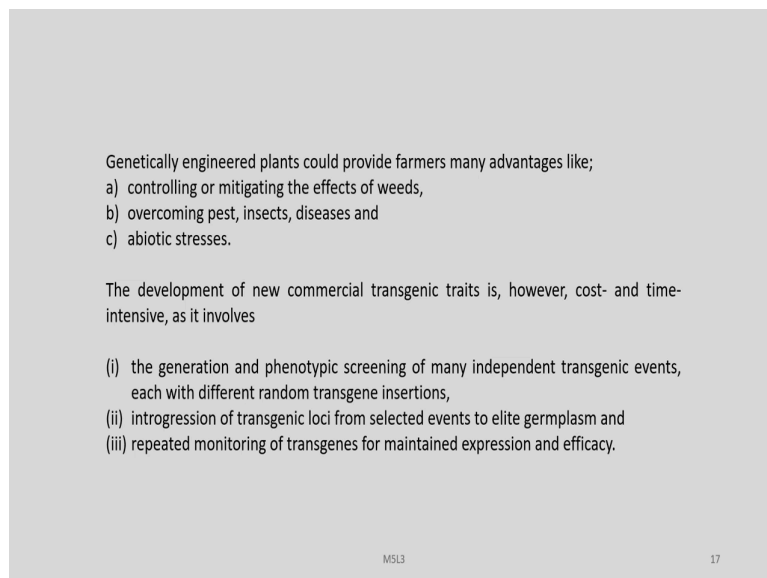 Genetically engineered plants could provide farmers many advantages like;
a) controlling or mitigating the effects of weeds,
b) overcoming pest, insects, diseases and
c) abiotic stresses.
The development of new commercial transgenic traits is, however, cost- and time-
intensive, as it involves
(i) the generation and phenotypic screening of many independent transgenic events,
each with different random transgene insertions,
(ii) introgression of transgenic loci from selected events to elite germplasm and
(iii) repeated monitoring of transgenes for maintained expression and efficacy.
M5L3
17